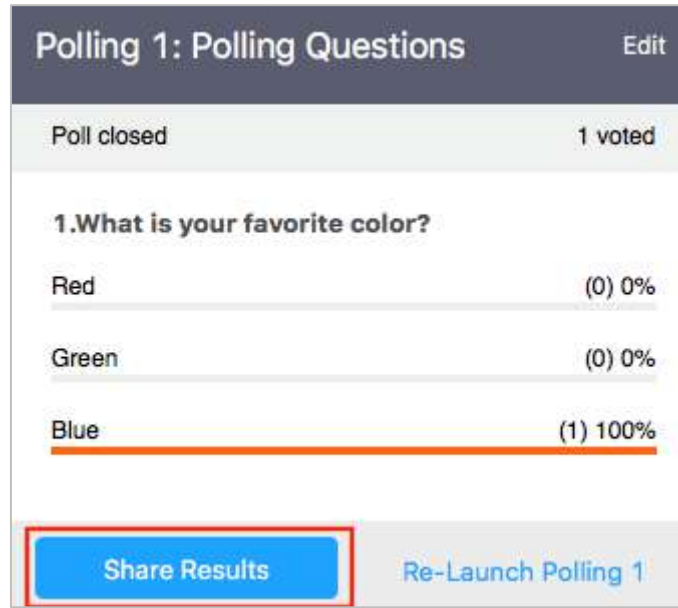 Polling 1: Polling Questions Edit
Poll closed 1 voted
1.What is your favorite color?
Red (0) 0%
Green (0) 0%
Blue (1) 100%
Share Results Re-Launch Polling 1